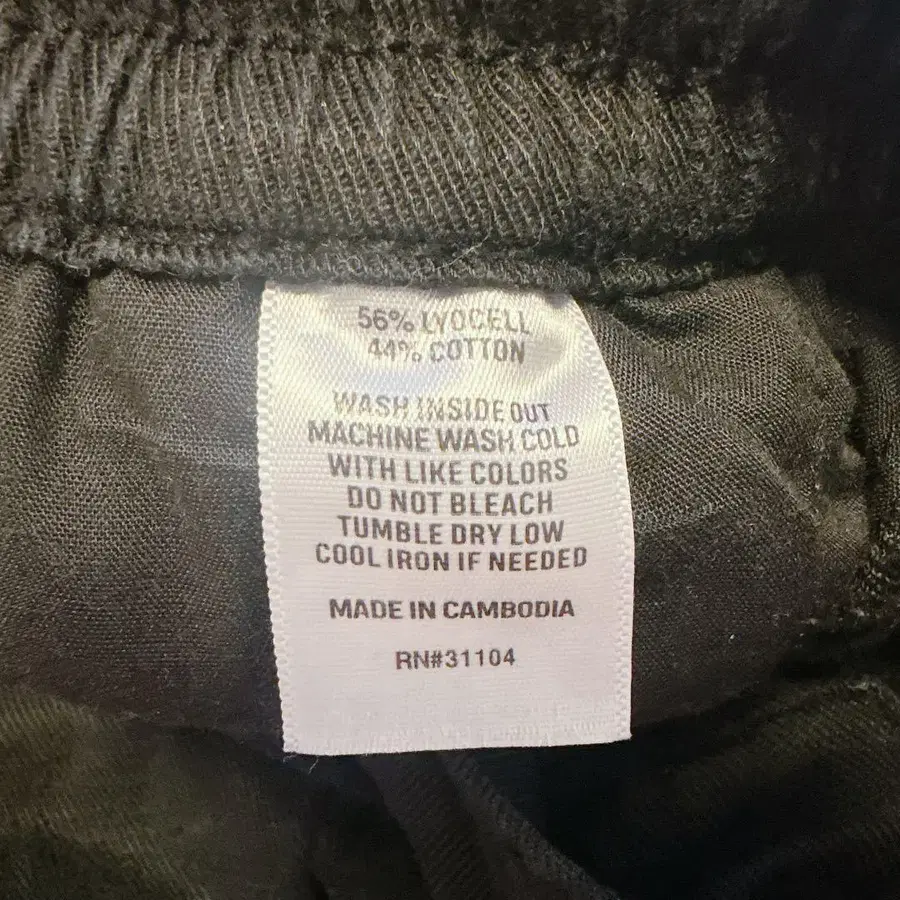 56% LYOCELL
44% COTTON
WASH INSIDE OUT
MACHINE WASH COLD
WITH LIKE COLORS
DO NOT BLEACH
TUMBLE DRY LOW
COOL IRON IF NEEDED
MADE IN CAMBODIA
RN#31104